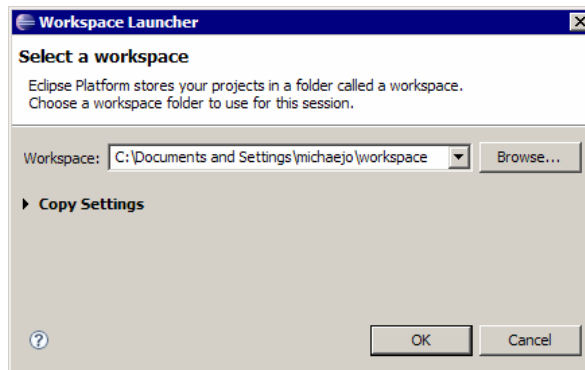 Workspace Launcher
Select a workspace
Eclipse Platform stores your projects in a folder called a workspace.
Choose a workspace folder to use for this session.
Workspace: C:\Documents and Settings\michaejo\workspace Browse...
Copy Settings
? OK Cancel